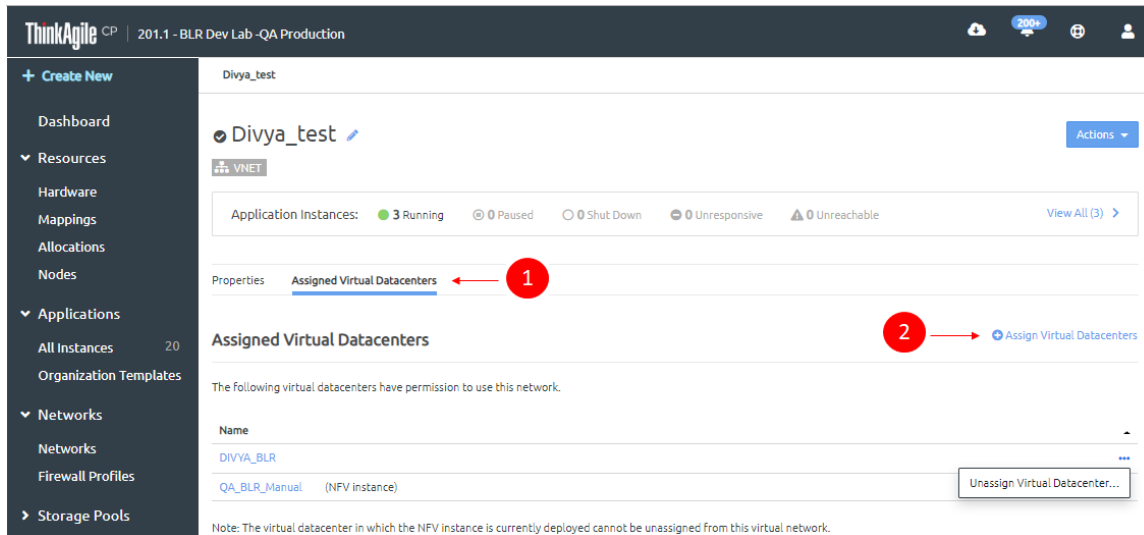 ThinkAgile CP | 201.1 - BLR Dev Lab -QA Production
200+
+ Create New
Divya_test
Dashboard
Divya_test
Actions
Resources
VNET
Hardware
Application Instances: 3 Running 0 Paused 0 Shut Down 0 Unresponsive 0 Unreachable View All (3)
Mappings
Allocations
Nodes
Properties Assigned Virtual Datacenters
1
Applications
All Instances 20
Organization Templates
Assigned Virtual Datacenters
2
Assign Virtual Datacenters
The following virtual datacenters have permission to use this network.
Networks
Networks
Firewall Profiles
Name
DIVYA_BLR
...
QA_BLR_Manual (NFV instance)
Unassign Virtual Datacenter...
Storage Pools
Note: The virtual datacenter in which the NFV instance is currently deployed cannot be unassigned from this virtual network.